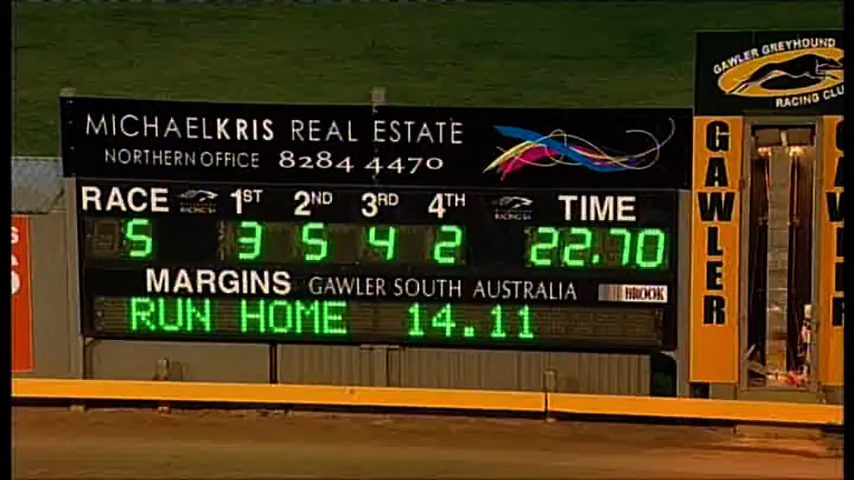 GAWLER GREYHOUND
RACING CLU
MICHAELKRIS REAL ESTATE
NORTHERN OFFICE 8284 4470
RACE 1ST 2ND 3RD 4TH TIME
5 3 5 4 2 22.70
MARGINS GAWLER SOUTH AUSTRALIA BROOK
RUN HOME 14.11
GAWLER
S